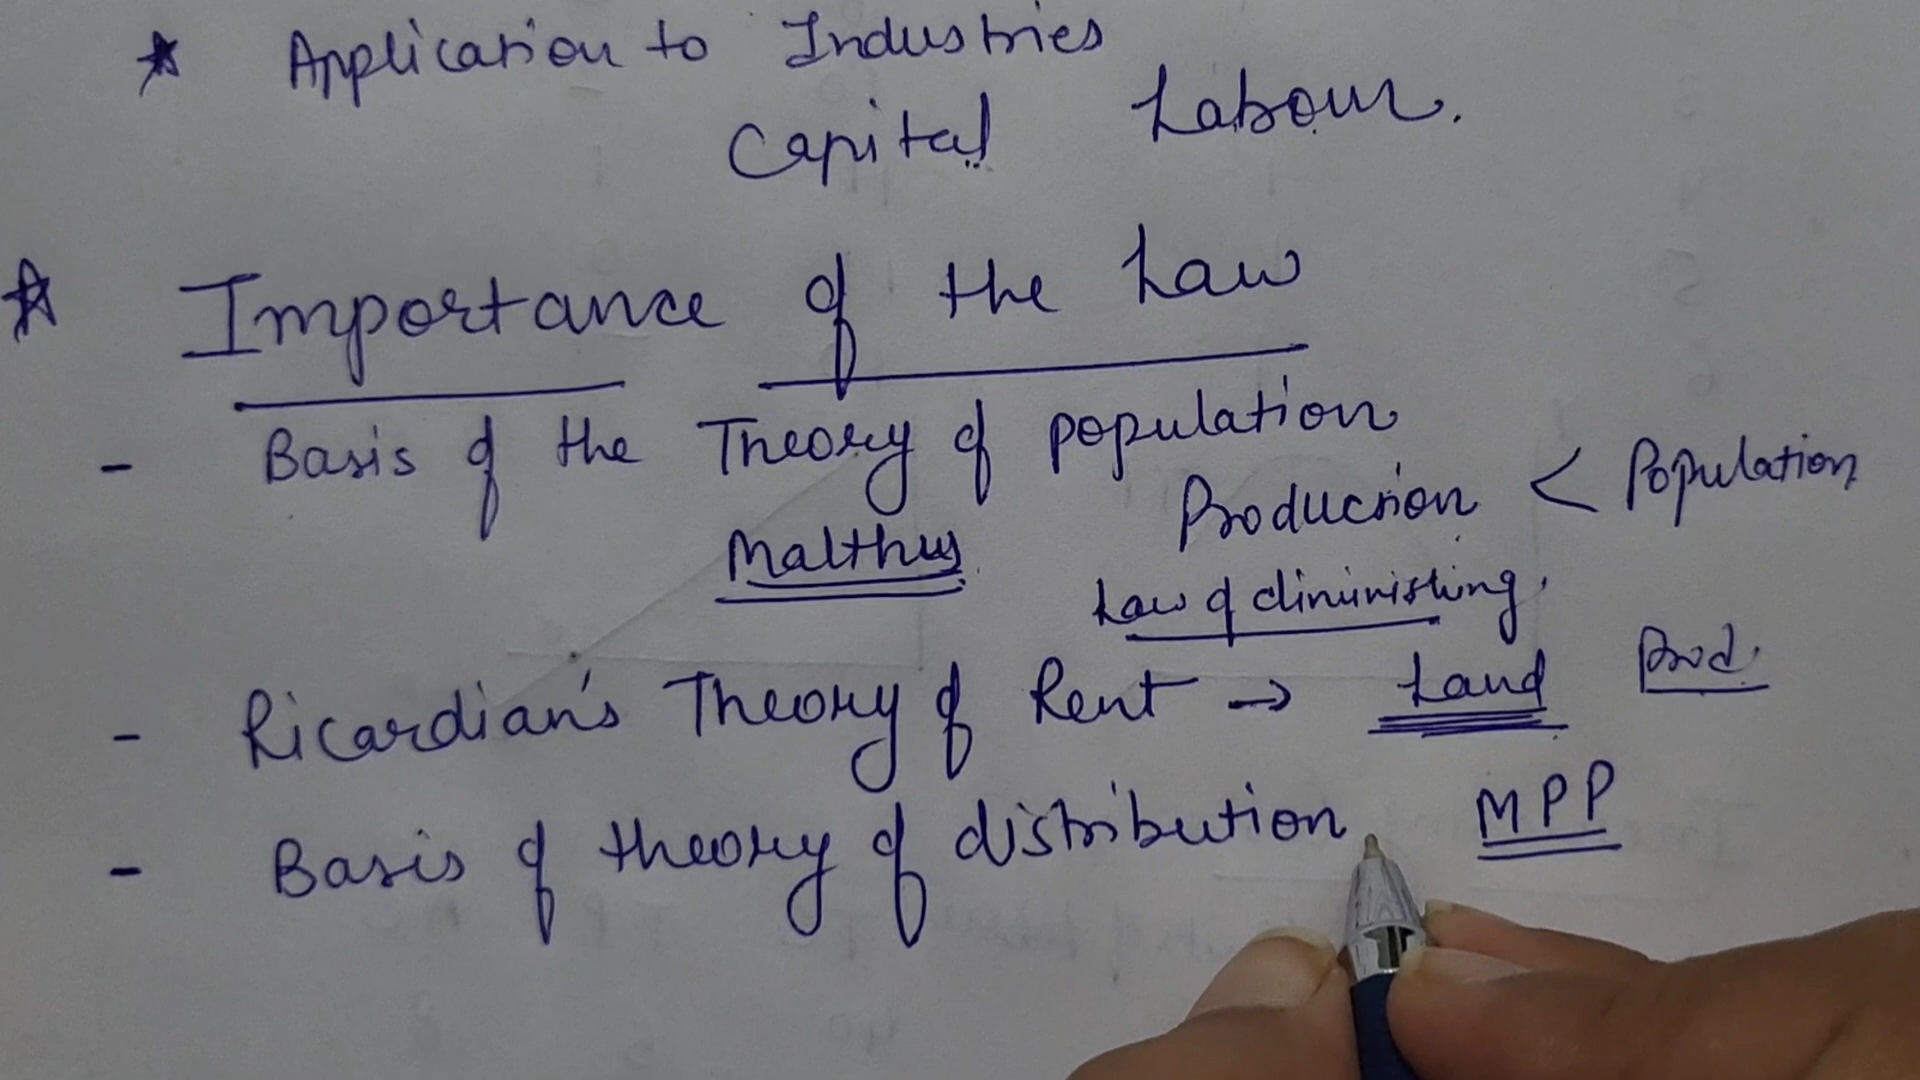 Application to Industries
Capital Labour.
Importance of the Law
- Basis of the Theory of population
Malthus
Production < Population
Law of diminishing.
- Ricardian's Theory of Rent → Land Prod.
- Basis of theory of distribution MPP